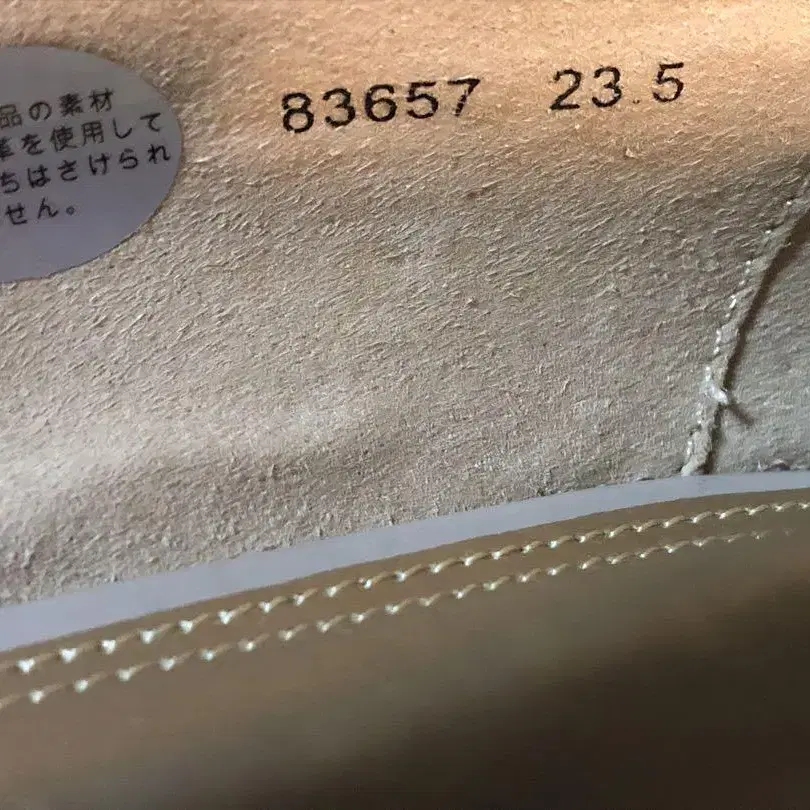 品の素材
革を使用して
ちはさけられ
せん。
83657 23.5